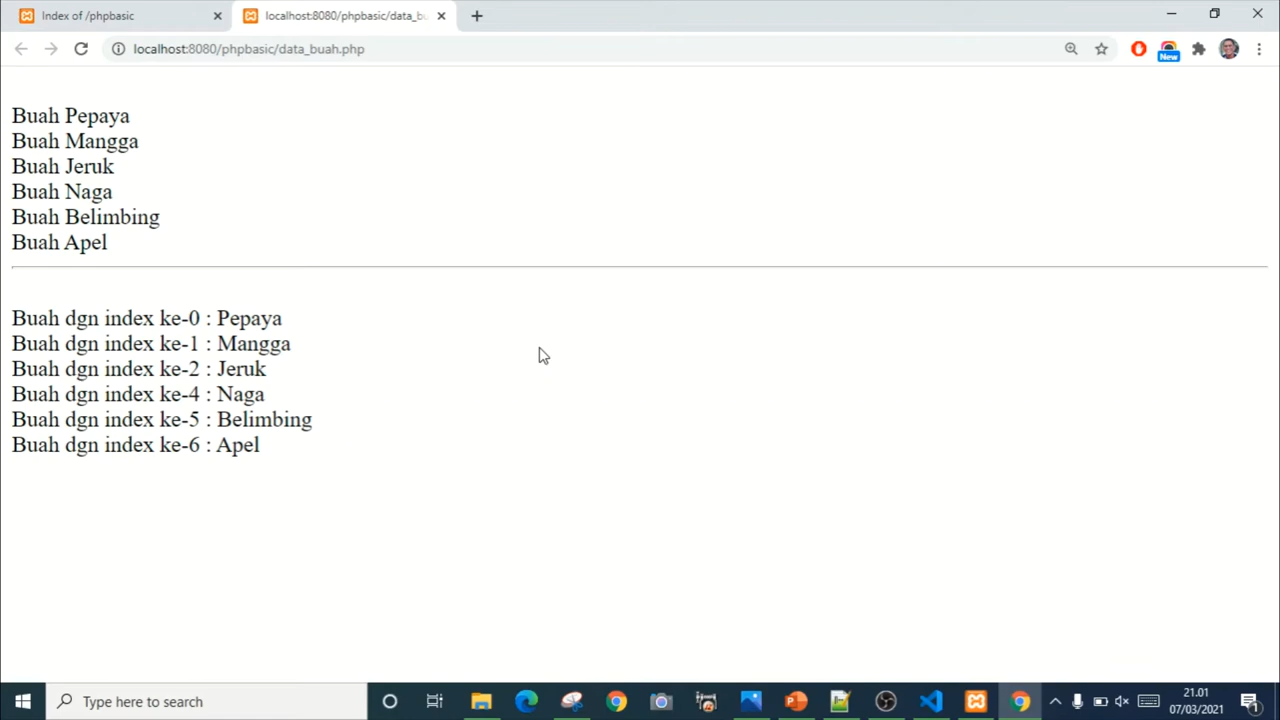 Index of /phpbasic
localhost:8080/phpbasic/data_bu
localhost:8080/phpbasic/data_buah.php
New
Buah Pepaya
Buah Mangga
Buah Jeruk
Buah Naga
Buah Belimbing
Buah Apel
Buah dgn index ke-0 : Pepaya
Buah dgn index ke-1 : Mangga
Buah dgn index ke-2 : Jeruk
Buah dgn index ke-4 : Naga
Buah dgn index ke-5 : Belimbing
Buah dgn index ke-6 : Apel
Type here to search
21.01
07/03/2021
1